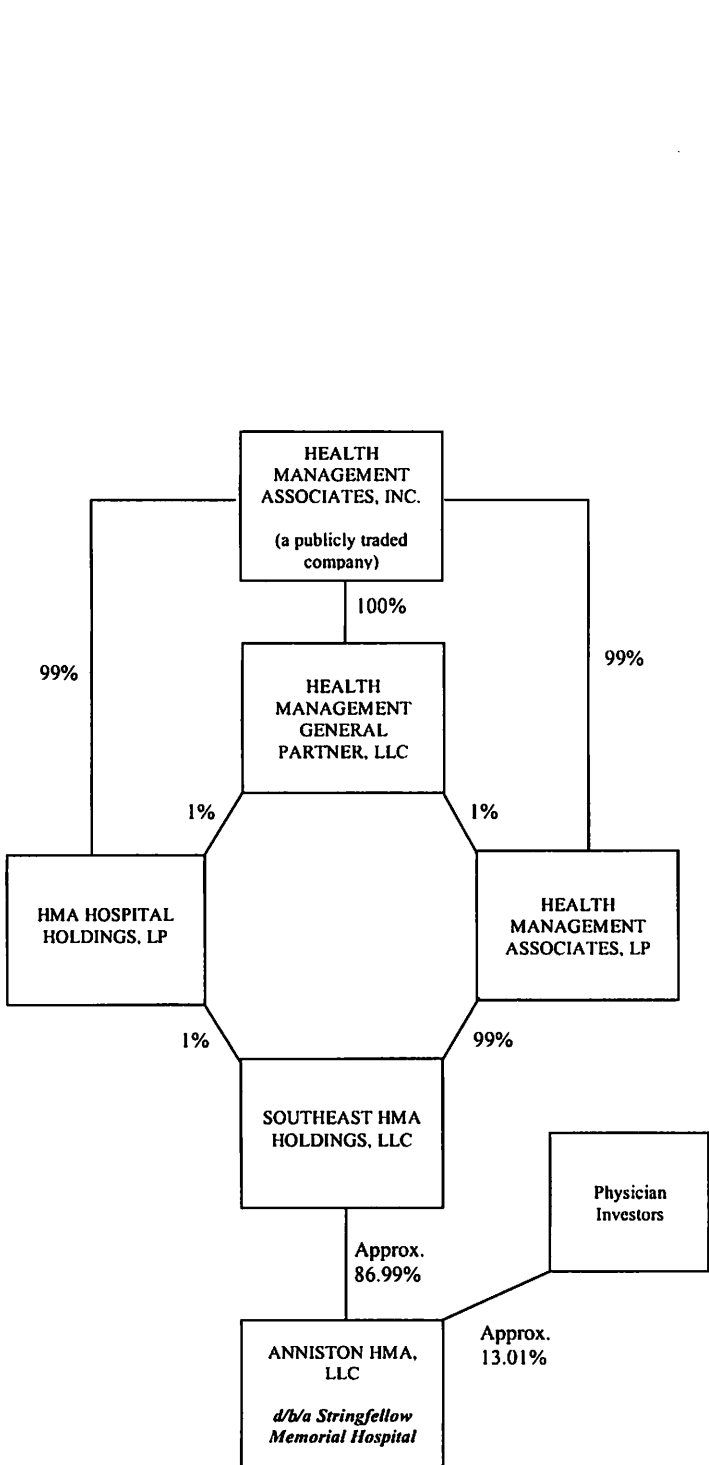 HEALTH
MANAGEMENT
ASSOCIATES, INC.
(a publicly traded
company)
100%
99%
99%
HEALTH
MANAGEMENT
GENERAL
PARTNER, LLC
1%
1%
HMA HOSPITAL
HOLDINGS, LP
HEALTH
MANAGEMENT
ASSOCIATES, LP
1%
99%
SOUTHEAST HMA
HOLDINGS, LLC
Physician
Investors
Approx.
86.99%
Approx.
13.01%
ANNISTON HMA,
LLC
d/b/a Stringfellow
Memorial Hospital